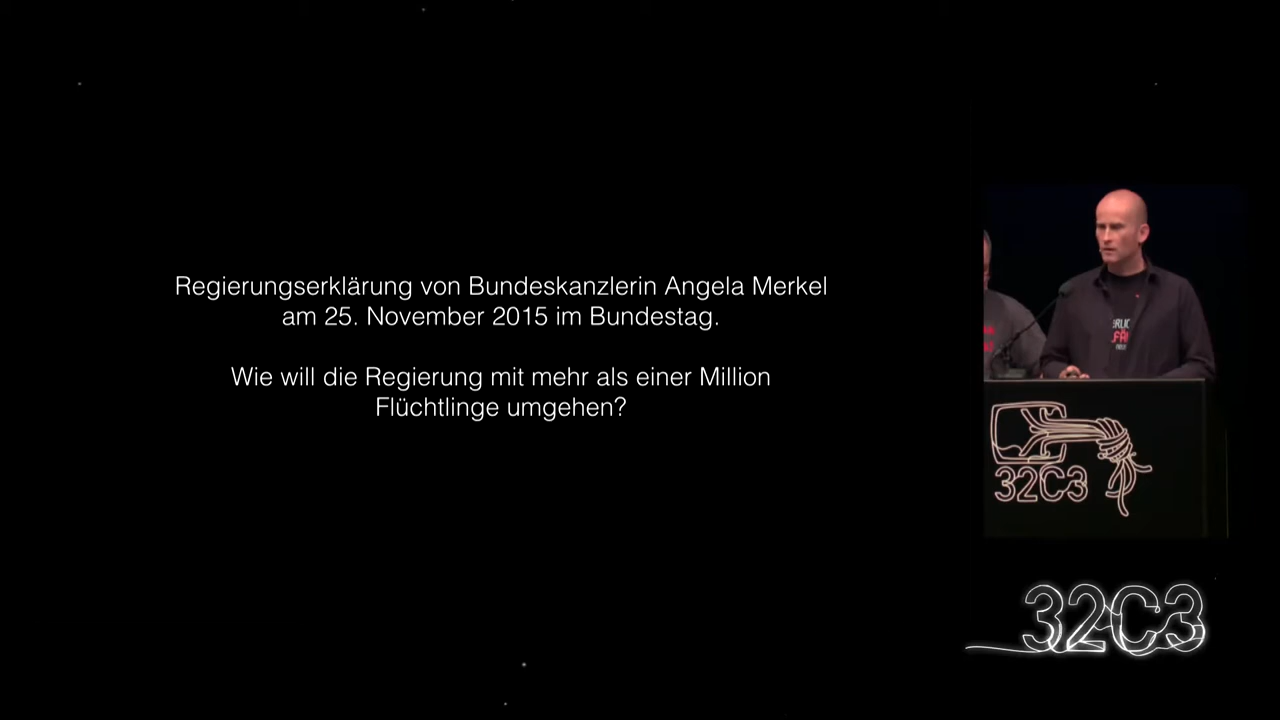 Regierungserklärung von Bundeskanzlerin Angela Merkel
am 25. November 2015 im Bundestag.
Wie will die Regierung mit mehr als einer Million
Flüchtlinge umgehen?
32C3
32C3